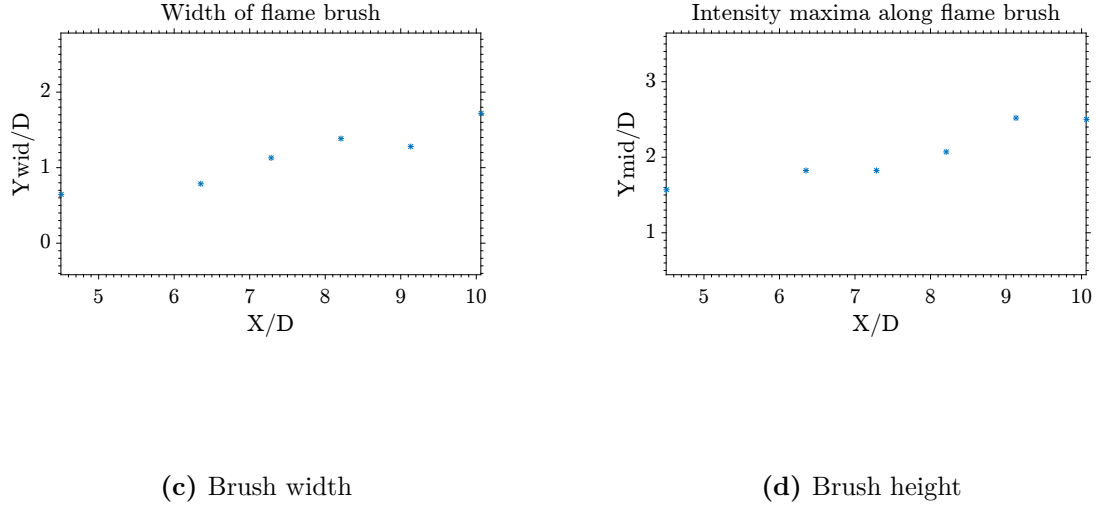 Width of flame brush
Ywid/D
2
1
0
5 6 7 8 9 10
X/D
(c) Brush width
Intensity maxima along flame brush
Ymid/D
3
2
1
5 6 7 8 9 10
X/D
(d) Brush height